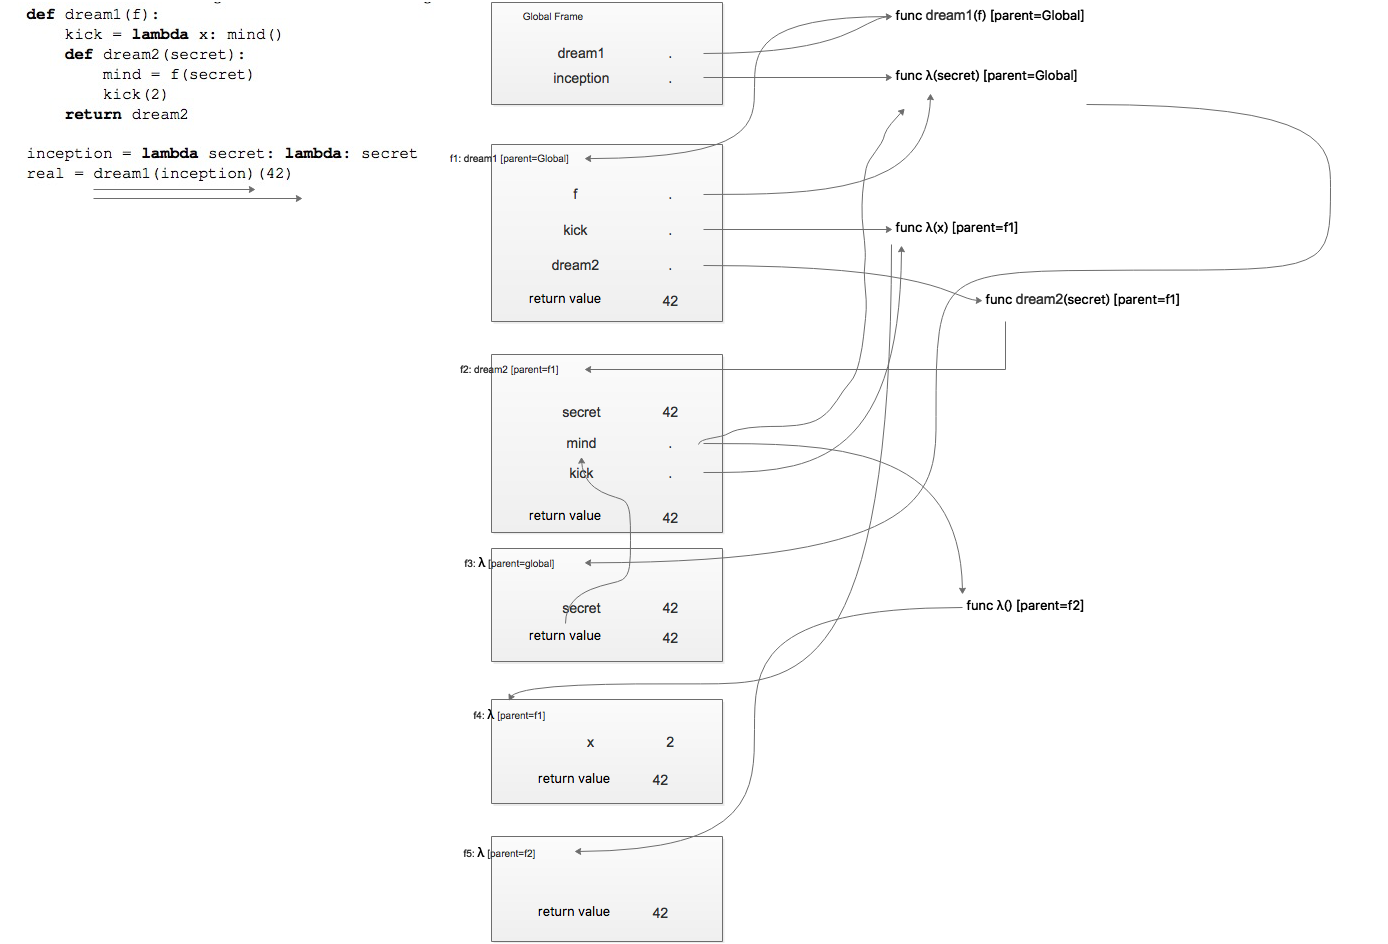 def dream1(f):
kick = lambda x: mind()
def dream2(secret):
mind = f(secret)
kick(2)
return dream2
inception = lambda secret: lambda: secret
real = dream1(inception)(42)
Global Frame
dream1 .
inception .
func dream1(f) [parent=Global]
func λ(secret) [parent=Global]
f1: dream1 [parent=Global]
f .
kick .
dream2 .
return value 42
func λ(x) [parent=f1]
func dream2(secret) [parent=f1]
f2: dream2 [parent=f1]
secret 42
mind .
kick .
return value 42
f3: λ [parent=global]
secret 42
return value 42
func λ() [parent=f2]
f4: λ [parent=f1]
x 2
return value 42
f5: λ [parent=f2]
return value 42